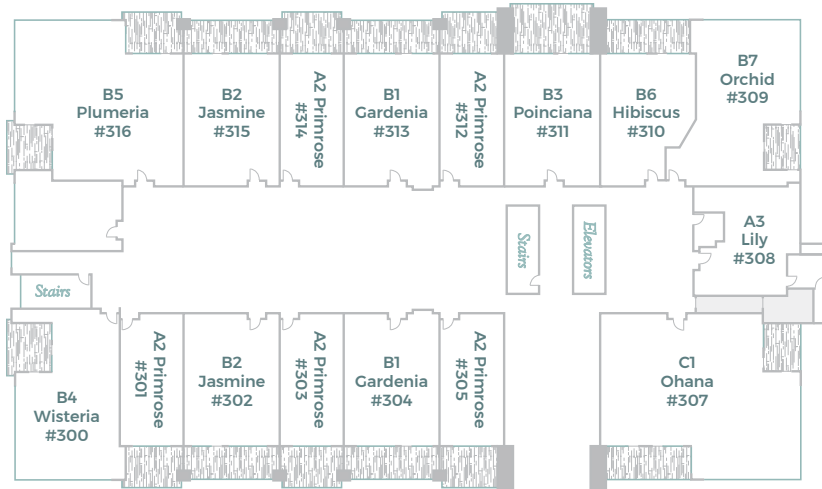 B5
Plumeria
#316
B2
Jasmine
#315
A2 Primrose
#314
B1
Gardenia
#313
A2 Primrose
#312
B3
Poinciana
#311
B6
Hibiscus
#310
B7
Orchid
#309
A3
Lily
#308
Stairs
Elevators
Stairs
B4
Wisteria
#300
A2 Primrose
#301
B2
Jasmine
#302
A2 Primrose
#303
B1
Gardenia
#304
A2 Primrose
#305
C1
Ohana
#307